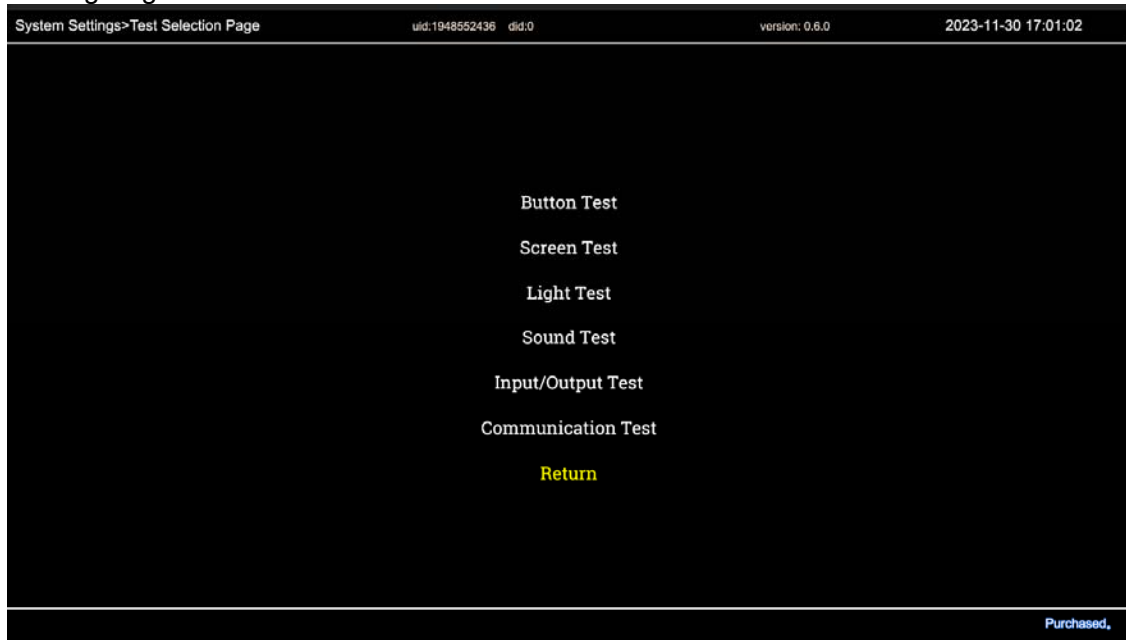 System Settings>Test Selection Page uid:1948552436 did:0 version: 0.6.0 2023-11-30 17:01:02
Button Test
Screen Test
Light Test
Sound Test
Input/Output Test
Communication Test
Return
Purchased.